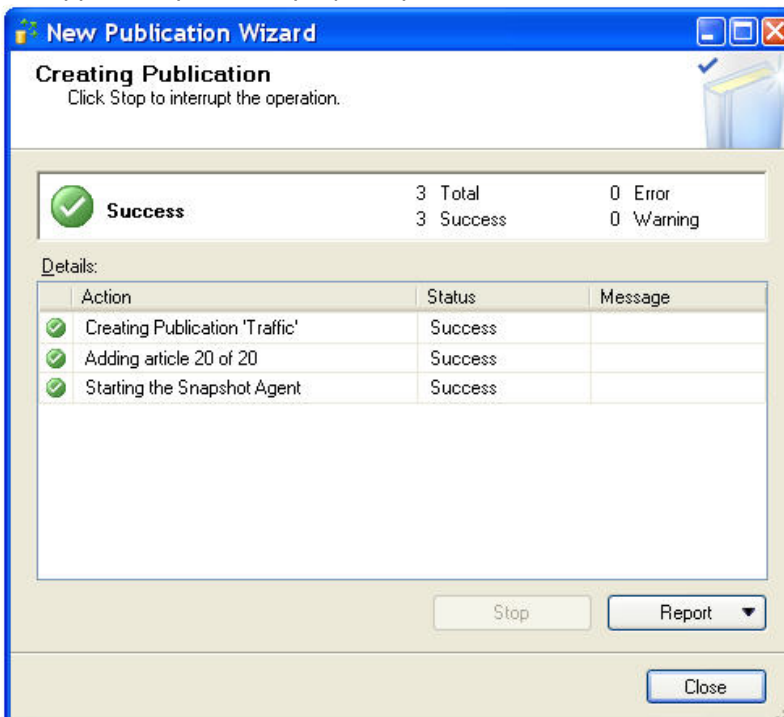 New Publication Wizard
Creating Publication
Click Stop to interrupt the operation.
Success
3 Total
0 Error
3 Success
0 Warning
Details:
Action Status Message
Creating Publication 'Traffic' Success
Adding article 20 of 20 Success
Starting the Snapshot Agent Success
Stop
Report
Close